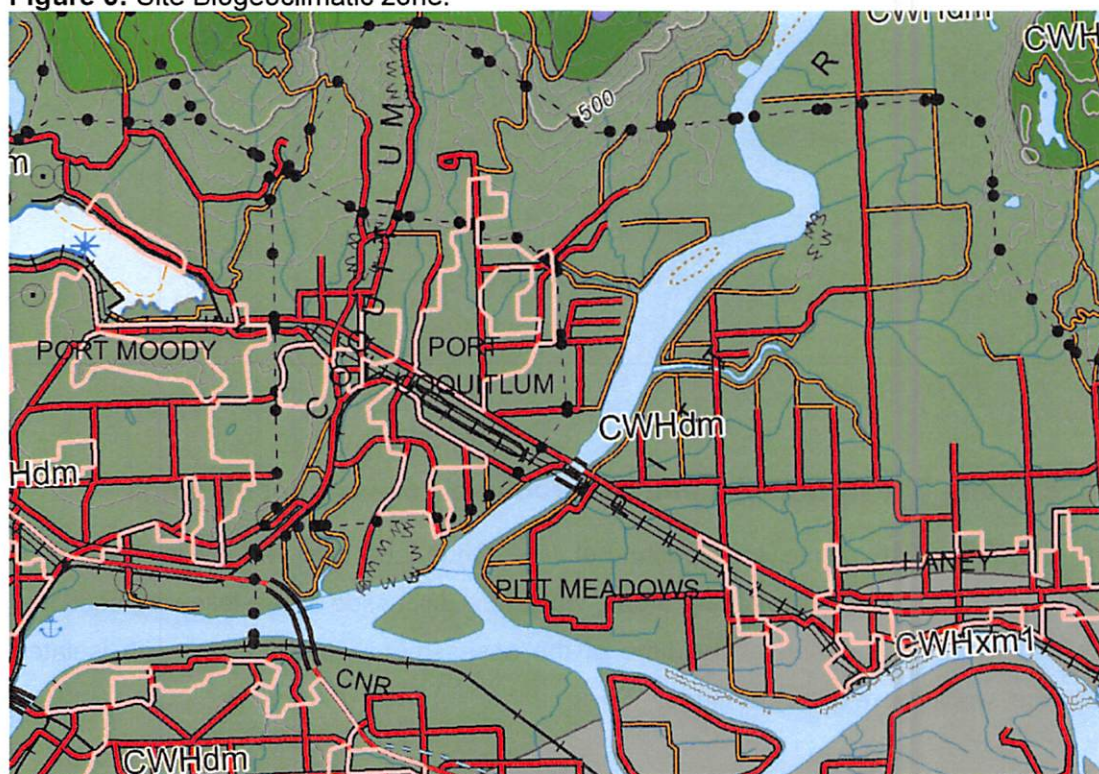 Figure 6: Site Biogeoclimatic zone.
CWHdm
CWH
500
R
m
COQUITLUM
PORT MOODY
PORT
COQUITLUM
CWHdm
Hdm
PITT MEADOWS
HANEY
CWHxm1
CNR
CWHdm